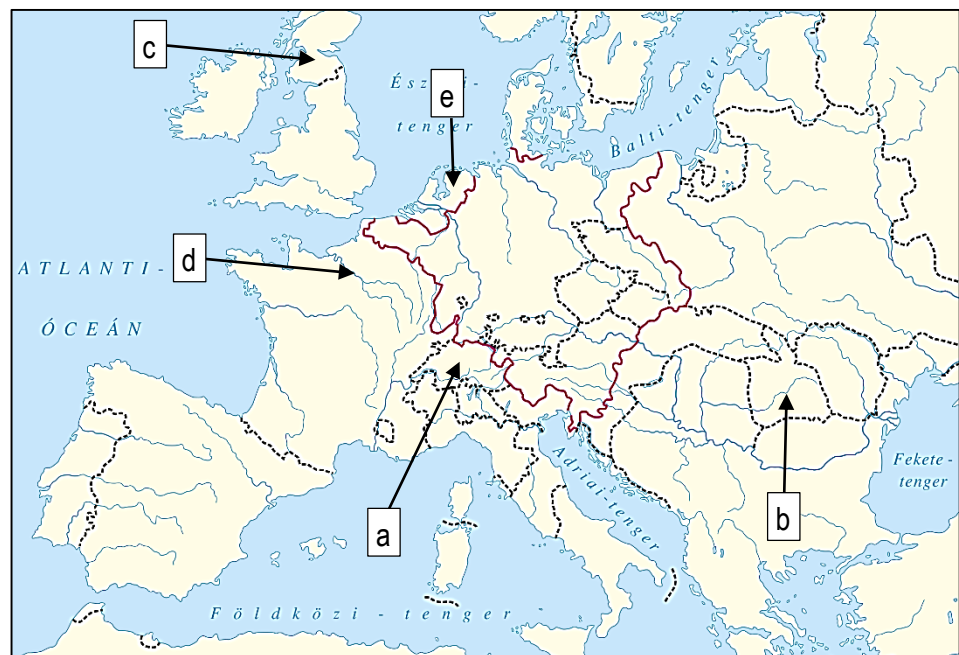 c
Észa i-
tenger
e
Balti-tenger
ATLANTI-
ÓCEÁN
d
a
Adriai-tenger
b
Fekete-
tenger
Földközi - tenger